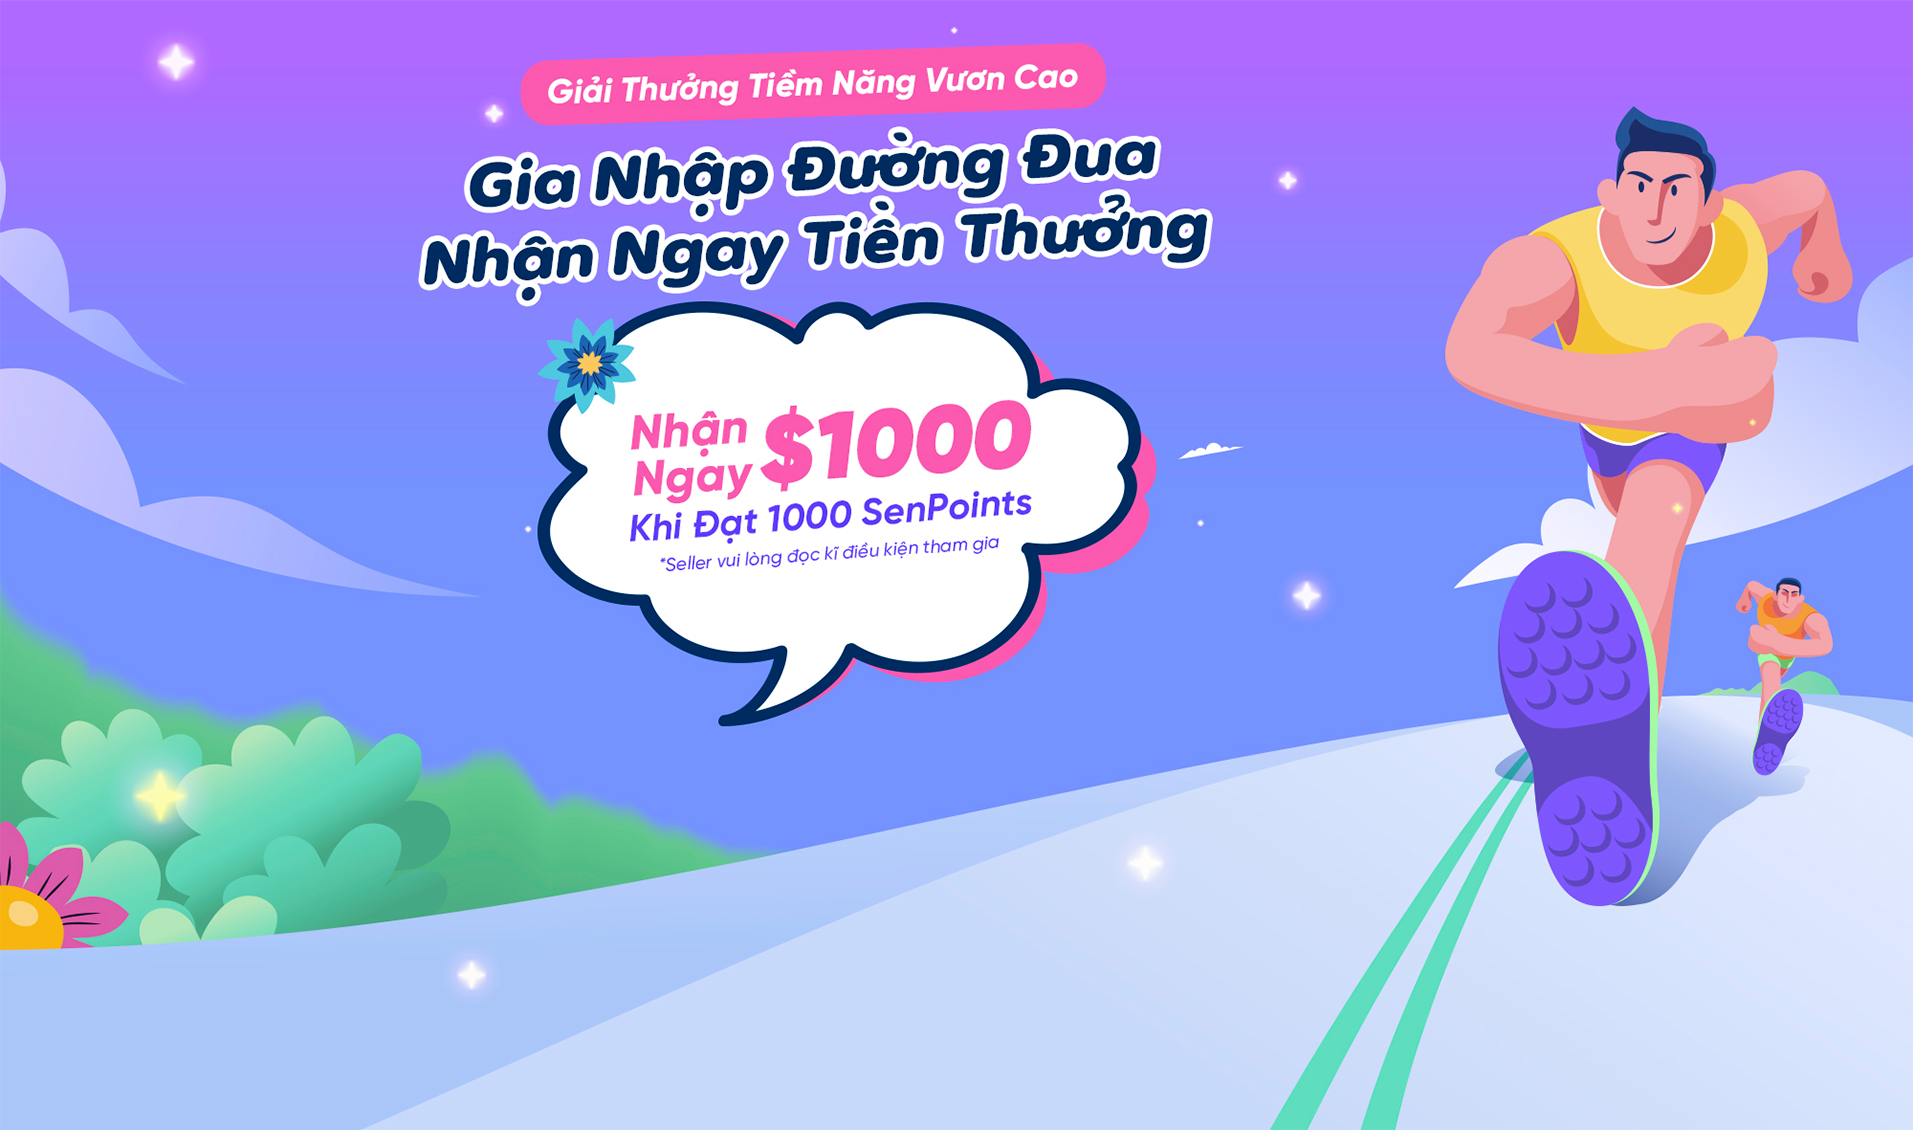 Giải Thưởng Tiềm Năng Vươn Cao
Gia Nhập Đường Đua
Nhận Ngay Tiền Thưởng
Nhận Ngay $1000
Khi Đạt 1000 SenPoints
*Seller vui lòng đọc kĩ điều kiện tham gia